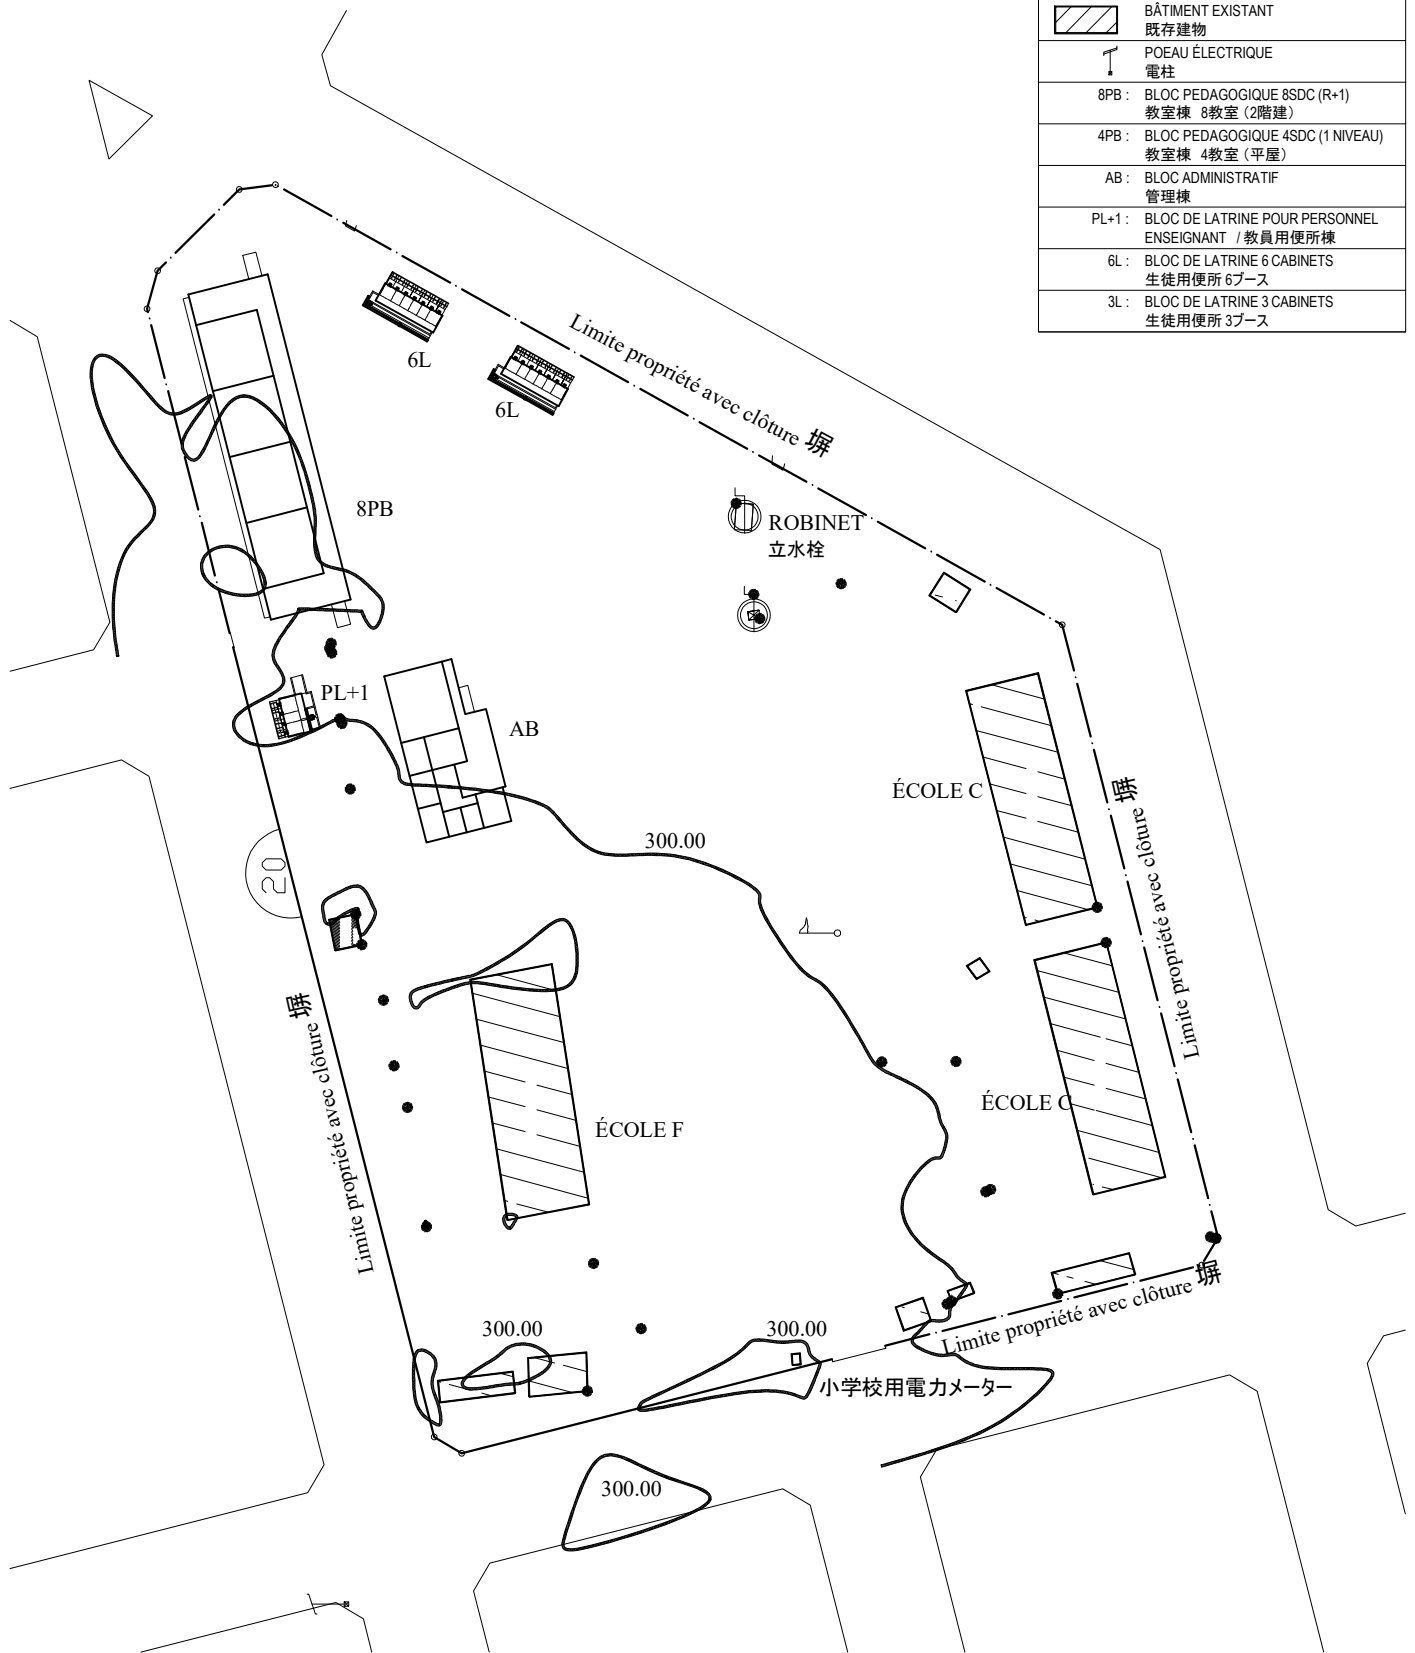 BÂTIMENT EXISTANT
既存建物
POEAU ÉLECTRIQUE
電柱
8PB : BLOC PEDAGOGIQUE 8SDC (R+1)
教室棟 8教室（2階建）
4PB : BLOC PEDAGOGIQUE 4SDC (1 NIVEAU)
教室棟 4教室（平屋）
AB : BLOC ADMINISTRATIF
管理棟
PL+1 : BLOC DE LATRINE POUR PERSONNEL
ENSEIGNANT / 教員用便所棟
6L : BLOC DE LATRINE 6 CABINETS
生徒用便所 6ブース
3L : BLOC DE LATRINE 3 CABINETS
生徒用便所 3ブース
6L
6L
Limite propriété avec clôture 塀
8PB
ROBINET
立水栓
PL+1
AB
ÉCOLE C
300.00
Limite propriété avec clôture 塀
20
Limite propriété avec clôture 塀
ÉCOLE C
ÉCOLE F
Limite propriété avec clôture 塀
300.00
300.00
小学校用電力メーター
300.00